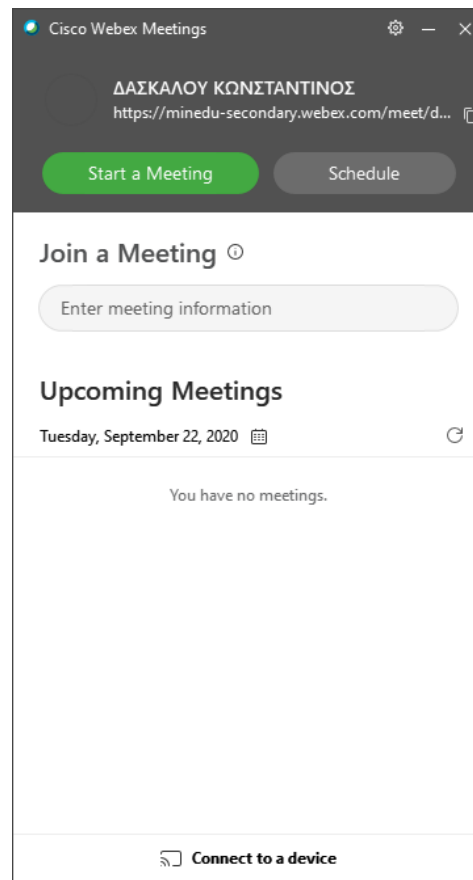 Cisco Webex Meetings
ΔΑΣΚΑΛΟΥ ΚΩΝΣΤΑΝΤΙΝΟΣ
https://minedu-secondary.webex.com/meet/d...
Start a Meeting
Schedule
Join a Meeting
Enter meeting information
Upcoming Meetings
Tuesday, September 22, 2020
You have no meetings.
Connect to a device